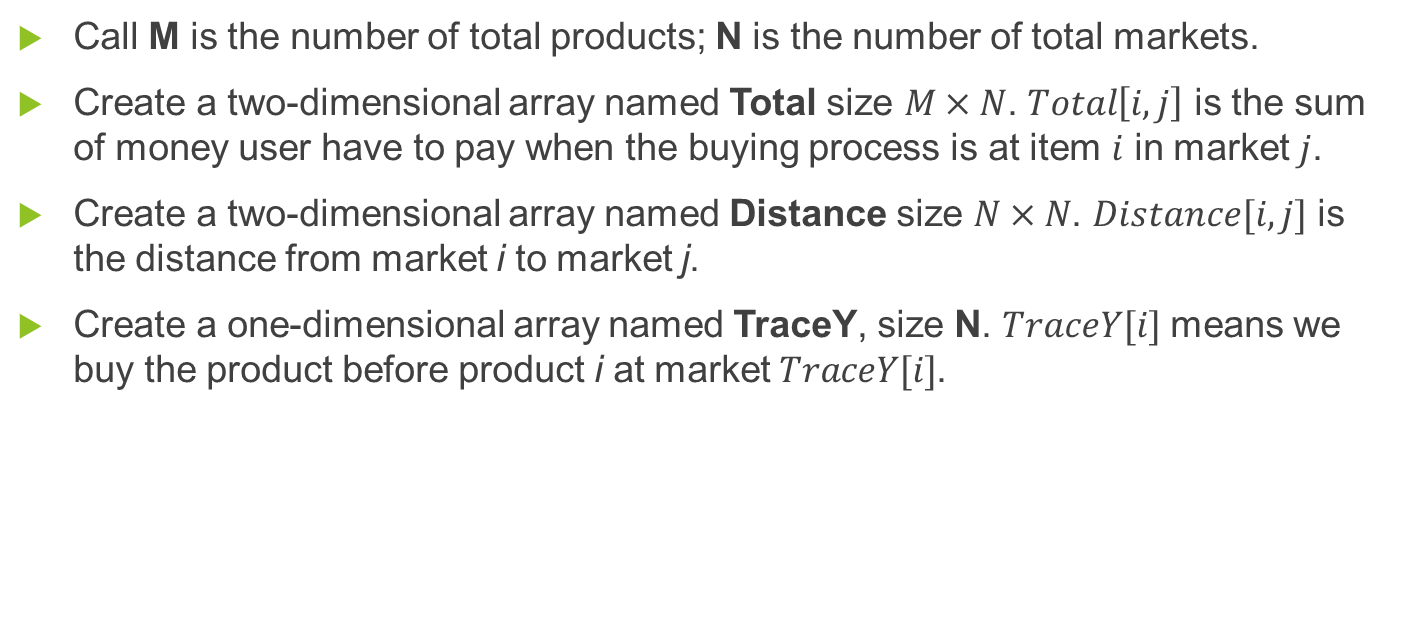 Call M is the number of total products; N is the number of total markets.
Create a two-dimensional array named Total size M × N. Total[i,j] is the sum
of money user have to pay when the buying process is at item i in market j.
Create a two-dimensional array named Distance size N × N. Distance[i,j] is
the distance from market i to market j.
Create a one-dimensional array named TraceY, size N. TraceY[i] means we
buy the product before product i at market TraceY[i].